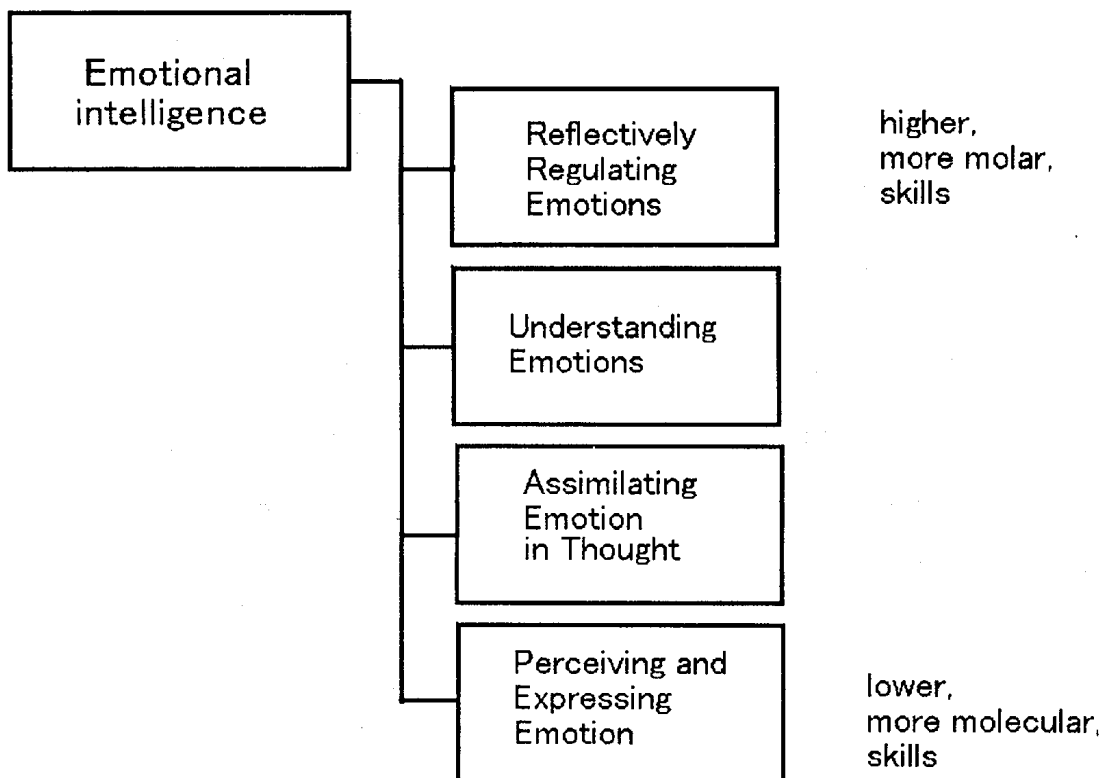 Emotional
intelligence
Reflectively
Regulating
Emotions
higher,
more molar,
skills
Understanding
Emotions
Assimilating
Emotion
in Thought
Perceiving and
Expressing
Emotion
lower,
more molecular,
skills